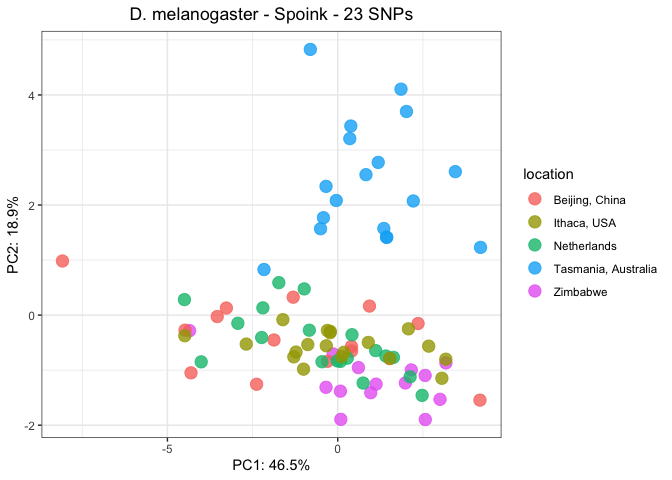 D. melanogaster - Spoink - 23 SNPs
4
2
0
-2
-5
0
PC1: 46.5%
PC2: 18.9%
location
Beijing, China
Ithaca, USA
Netherlands
Tasmania, Australia
Zimbabwe